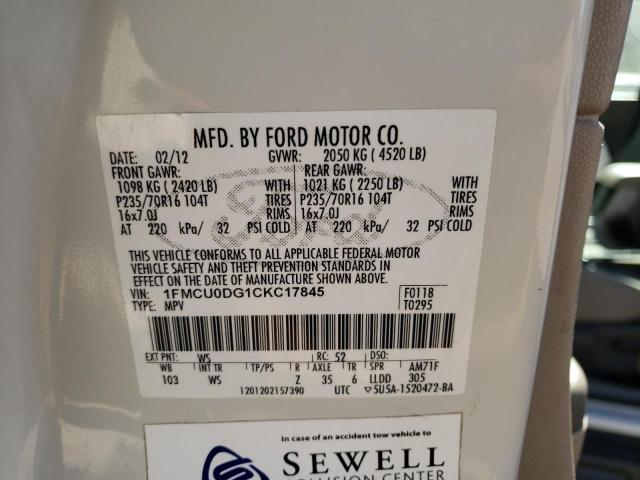 MFD. BY FORD MOTOR CO.
DATE: 02/12 GVWR: 2050 KG ( 4520 LB)
FRONT GAWR: REAR GAWR:
1098 KG ( 2420 LB) WITH 1021 KG ( 2250 LB) WITH
P235/70R16 104T TIRES P235/70R16 104T TIRES
16x7.0J RIMS 16x7.0J RIMS
AT 220 kPa/ 32 PSI COLD AT 220 kPa/ 32 PSI COLD
Ford
THIS VEHICLE CONFORMS TO ALL APPLICABLE FEDERAL MOTOR
VEHICLE SAFETY AND THEFT PREVENTION STANDARDS IN
EFFECT ON THE DATE OF MANUFACTURE SHOWN ABOVE.
VIN: 1FMCU0DG1CKC17845 F0118
TYPE: MPV T0295
EXT PNT: WS RC: 52 DSO:
WB INT TR TP/PS R AXLE TR SPR AM71F
103 WS Z 35 6 LLDD 305
1201202157390 UTC ▽5U5A-1520472-BA
In case of an accident tow vehicle to
SEWELL
COLLISION CENTER